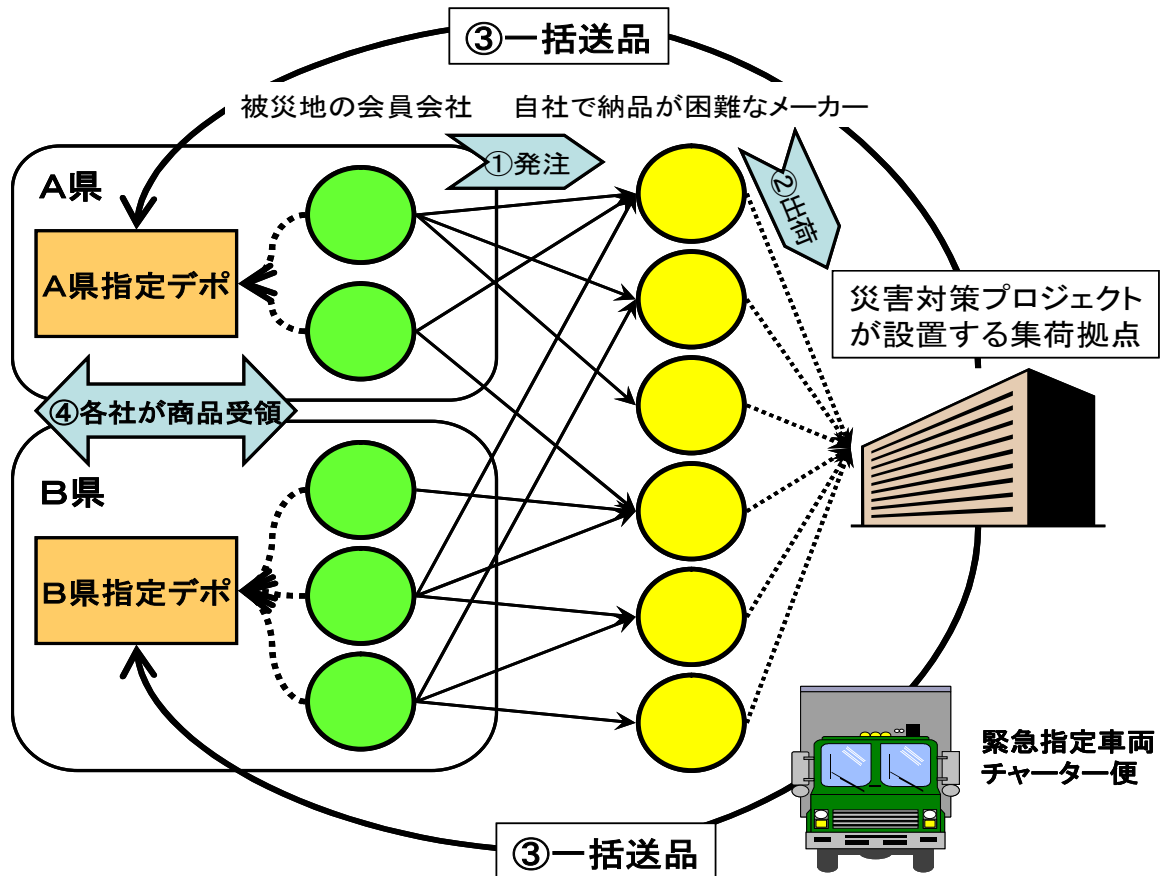 ③一括送品
被災地の会員会社　自社で納品が困難なメーカー
①発注
②出荷
A県
A県指定デポ
災害対策プロジェクト
が設置する集荷拠点
④各社が商品受領
B県
B県指定デポ
緊急指定車両
チャーター便
③一括送品